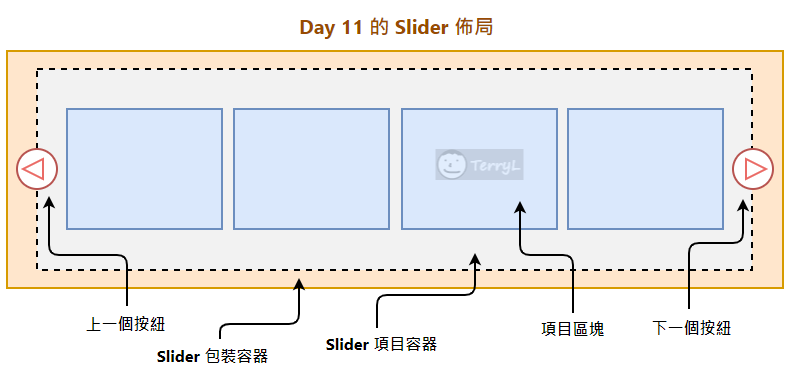 Day 11 的 Slider 佈局
TerryL
上一個按紐
Slider 包裝容器
Slider 項目容器
項目區塊
下一個按紐